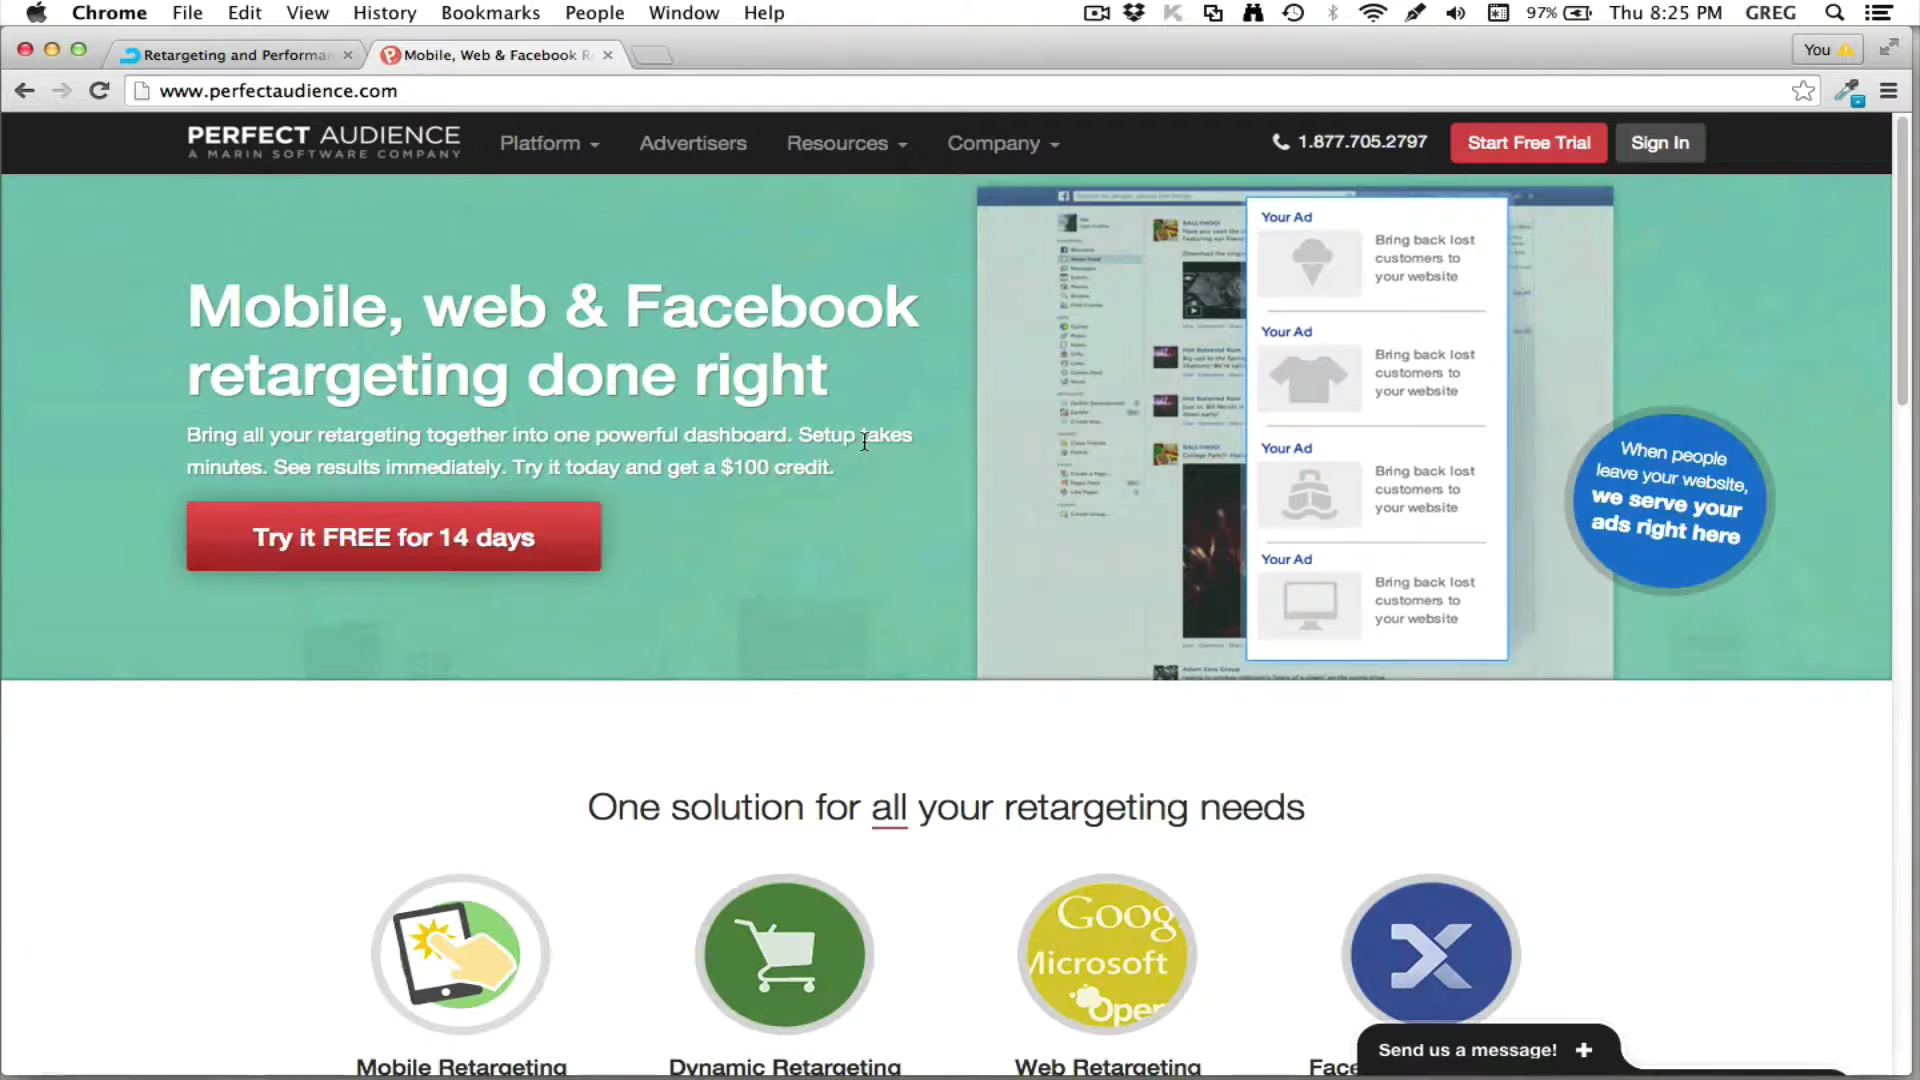 Chrome File Edit View History Bookmarks People Window Help 97% Thu 8:25 PM GREG
Retargeting and Performan
Mobile, Web & Facebook R
You
www.perfectaudience.com
PERFECT AUDIENCE
A MARIN SOFTWARE COMPANY
Platform Advertisers Resources Company 1.877.705.2797 Start Free Trial Sign In
Mobile, web & Facebook
retargeting done right
Bring all your retargeting together into one powerful dashboard. Setup takes
minutes. See results immediately. Try it today and get a $100 credit.
Try it FREE for 14 days
Your Ad
Bring back lost
customers to
your website
Your Ad
Bring back lost
customers to
your website
Your Ad
Bring back lost
customers to
your website
Your Ad
Bring back lost
customers to
your website
When people
leave your website,
we serve your
ads right here
One solution for all your retargeting needs
Goog
Microsoft
Open
Mobile Retargeting
Dynamic Retargeting
Web Retargeting
Face
Send us a message! +